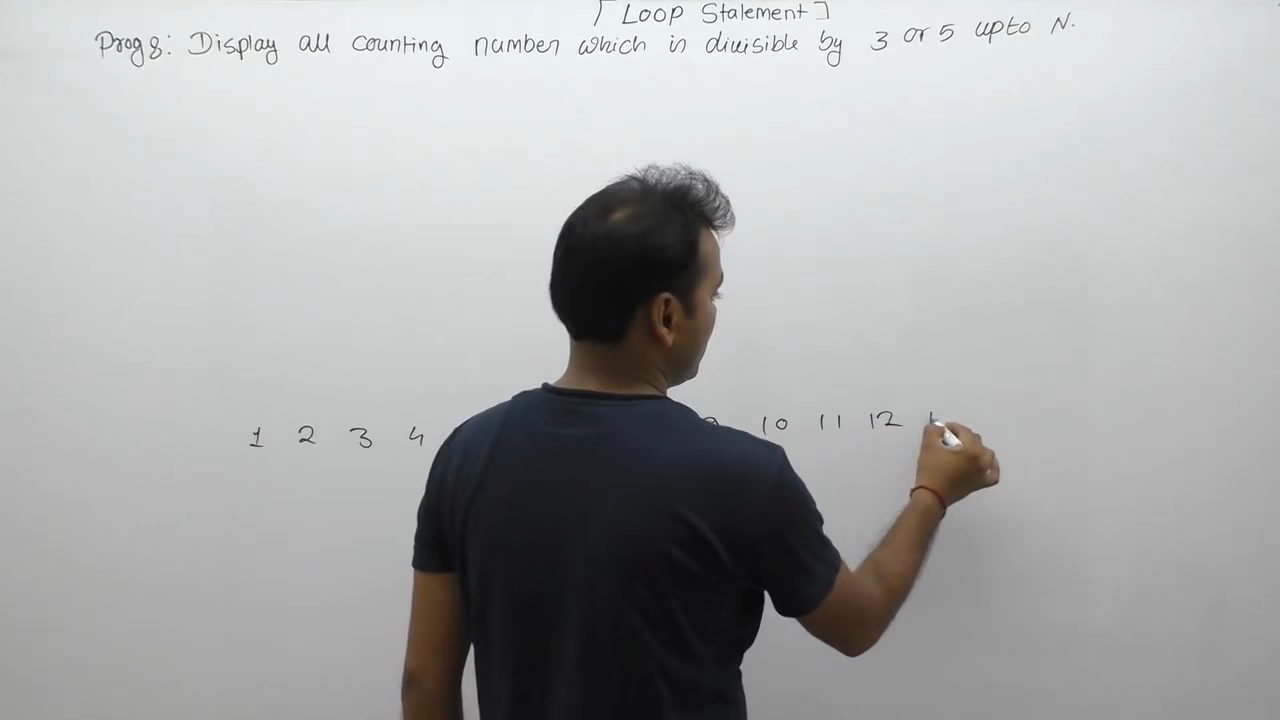 [Loop Statement]
Prog 8: Display all counting number which is divisible by 3 or 5 upto N.
1 2 3 4 9 10 11 12